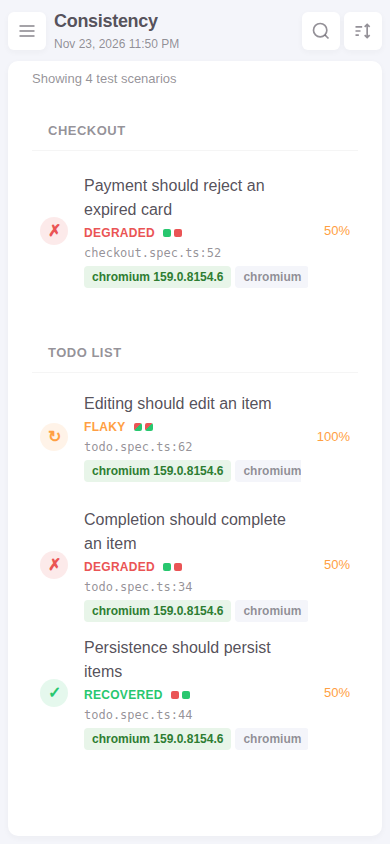 Consistency
Nov 23, 2026 11:50 PM
Showing 4 test scenarios
CHECKOUT
Payment should reject an
expired card
DEGRADED
checkout.spec.ts:52
chromium 159.0.8154.6 chromium
50%
TODO LIST
Editing should edit an item
FLAKY
todo.spec.ts:62
chromium 159.0.8154.6 chromium
100%
Completion should complete
an item
DEGRADED
todo.spec.ts:34
chromium 159.0.8154.6 chromium
50%
Persistence should persist
items
RECOVERED
todo.spec.ts:44
chromium 159.0.8154.6 chromium
50%